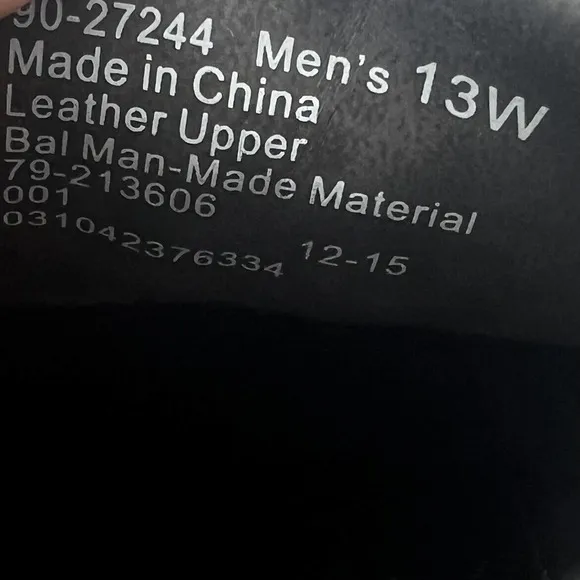 90-27244 Men's 13W
Made in China
Leather Upper
Bal Man-Made Material
79-213606
001
031042376334 12-15